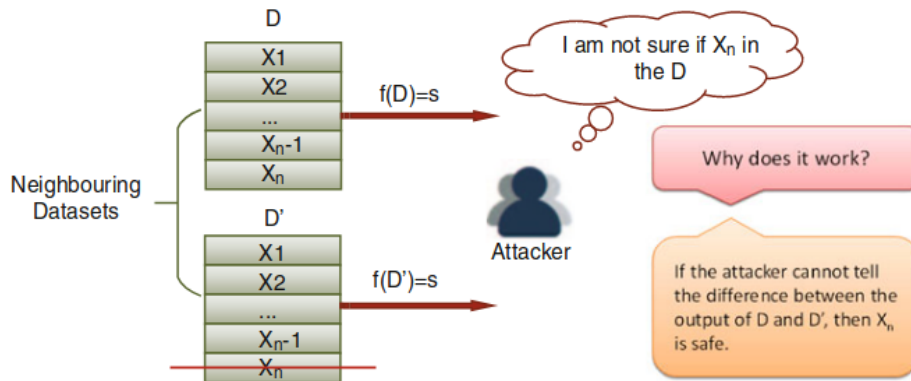 D
X1
X2
...
Xn-1
Xn
f(D)=s
I am not sure if Xn in
the D
Neighbouring
Datasets
D'
X1
X2
...
Xn-1
Xn
f(D')=s
Attacker
Why does it work?
If the attacker cannot tell
the difference between the
output of D and D', then Xn
is safe.